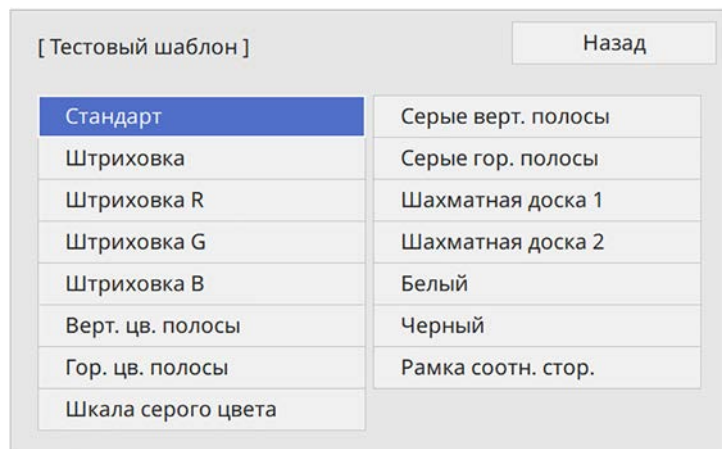 [ Тестовый шаблон ]
Назад
Стандарт
Штриховка
Штриховка R
Штриховка G
Штриховка B
Верт. цв. полосы
Гор. цв. полосы
Шкала серого цвета
Серые верт. полосы
Серые гор. полосы
Шахматная доска 1
Шахматная доска 2
Белый
Черный
Рамка соотн. стор.